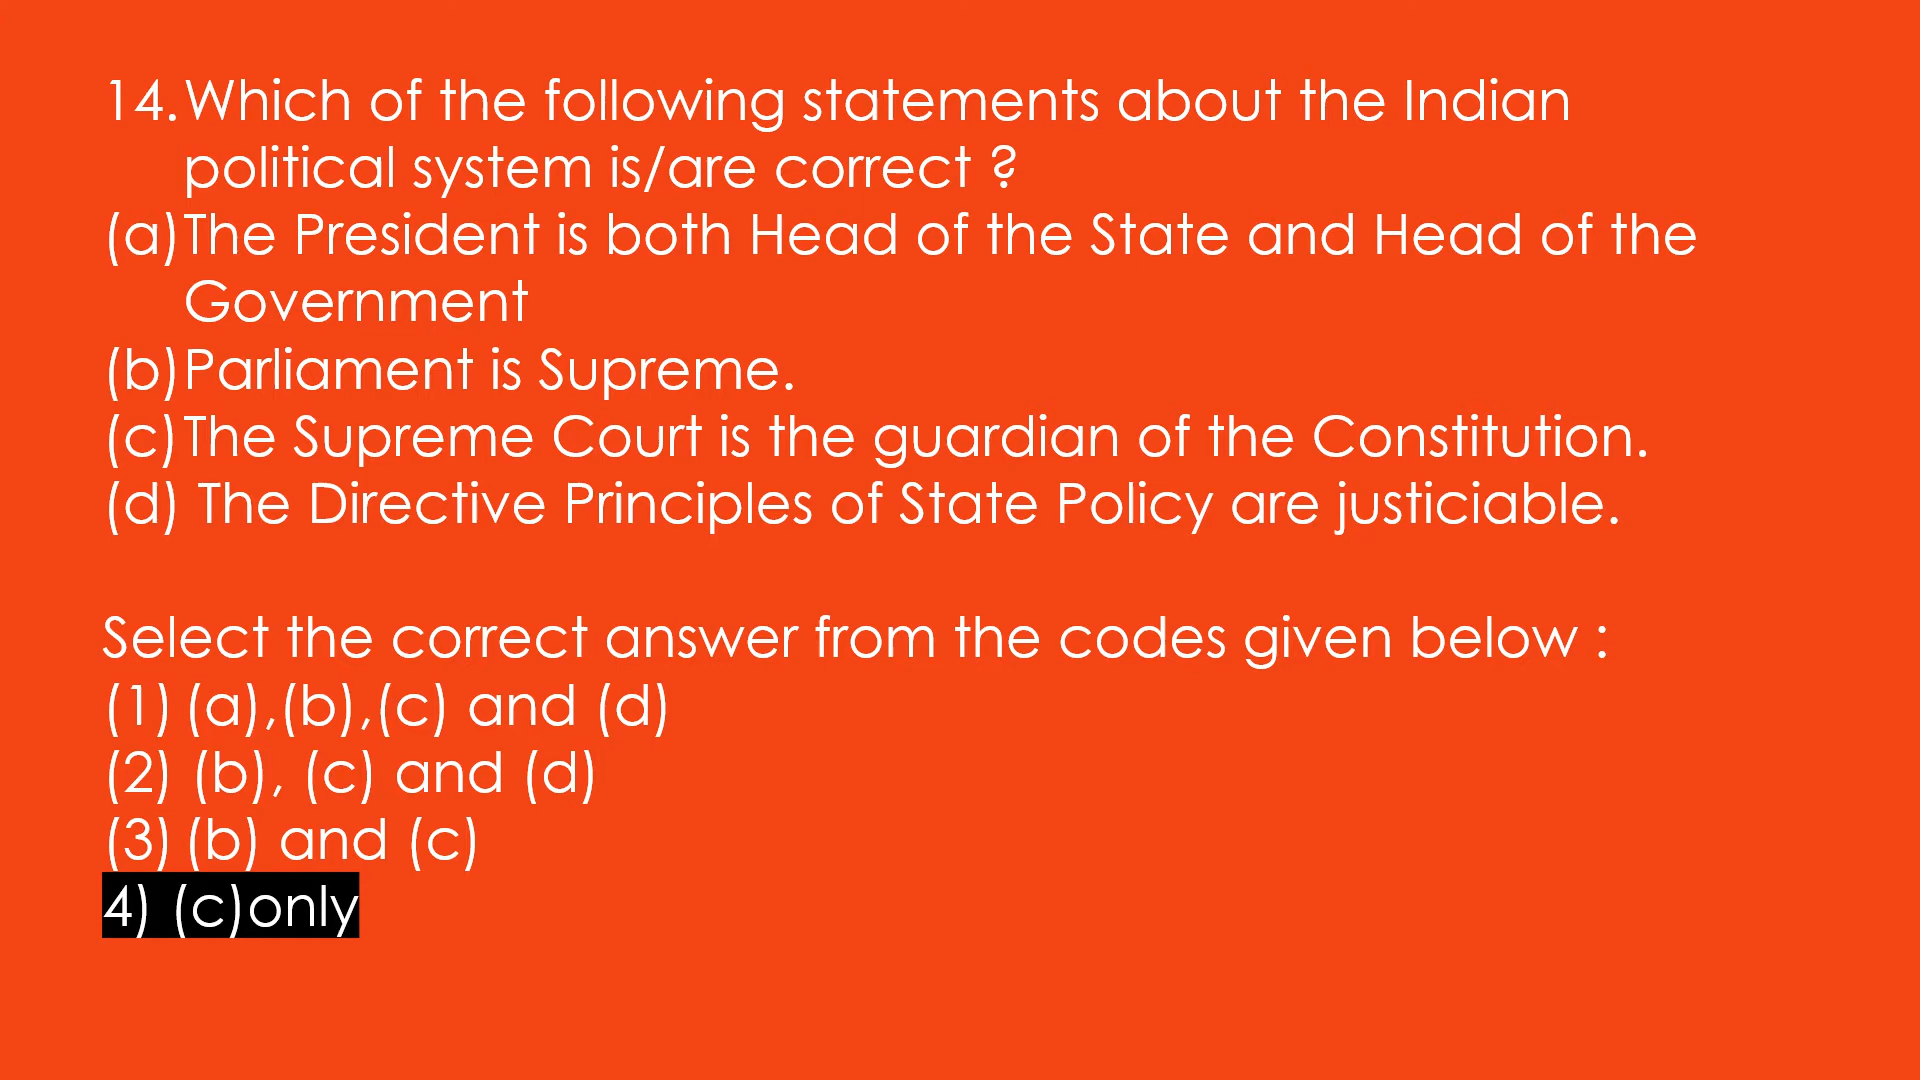 14.Which of the following statements about the Indian
political system is/are correct ?
(a)The President is both Head of the State and Head of the
Government
(b)Parliament is Supreme.
(c)The Supreme Court is the guardian of the Constitution.
(d) The Directive Principles of State Policy are justiciable.
Select the correct answer from the codes given below :
(1) (a),(b),(c) and (d)
(2) (b), (c) and (d)
(3) (b) and (c)
4) (c)only